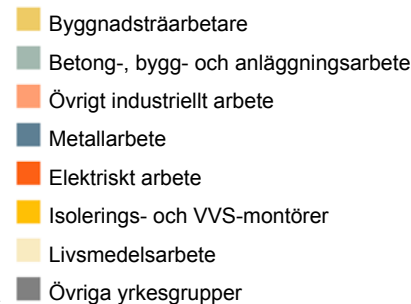 Byggnadsträarbetare
Betong-, bygg- och anläggningsarbete
Övrigt industriellt arbete
Metallarbete
Elektriskt arbete
Isolerings- och VVS-montörer
Livsmedelsarbete
Övriga yrkesgrupper